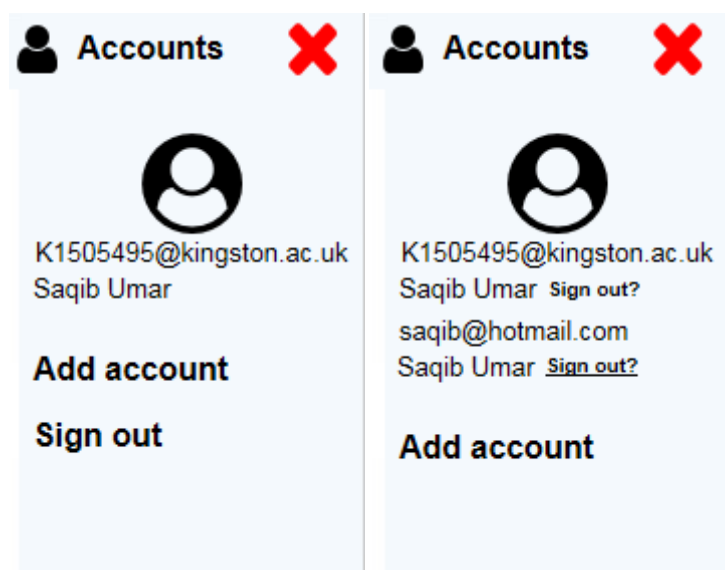 Accounts
K1505495@kingston.ac.uk
Saqib Umar
Add account
Sign out
Accounts
K1505495@kingston.ac.uk
Saqib Umar Sign out?
saqib@hotmail.com
Saqib Umar Sign out?
Add account